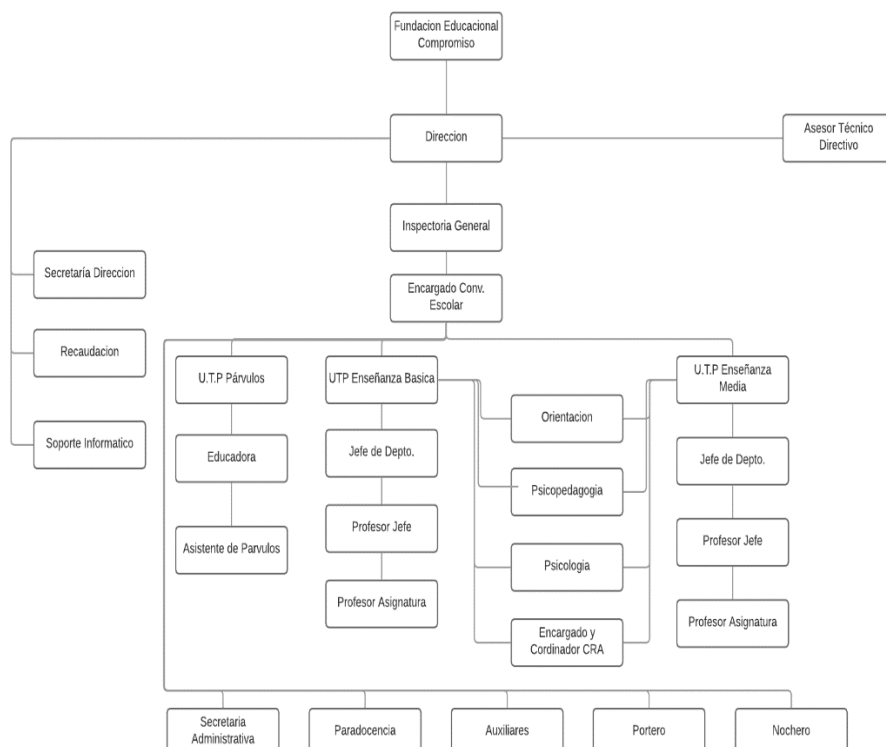 Fundacion Educacional
Compromiso
Direccion
Asesor Técnico
Directivo
Inspectoria General
Secretaría Direccion
Encargado Conv.
Escolar
Recaudacion
U.T.P Párvulos
UTP Enseñanza Basica
U.T.P Enseñanza
Media
Orientacion
Soporte Informatico
Educadora
Jefe de Depto.
Jefe de Depto.
Psicopedagogia
Asistente de Parvulos
Profesor Jefe
Profesor Jefe
Psicologia
Profesor Asignatura
Profesor Asignatura
Encargado y
Cordinador CRA
Secretaria
Administrativa
Paradocencia
Auxiliares
Portero
Nochero